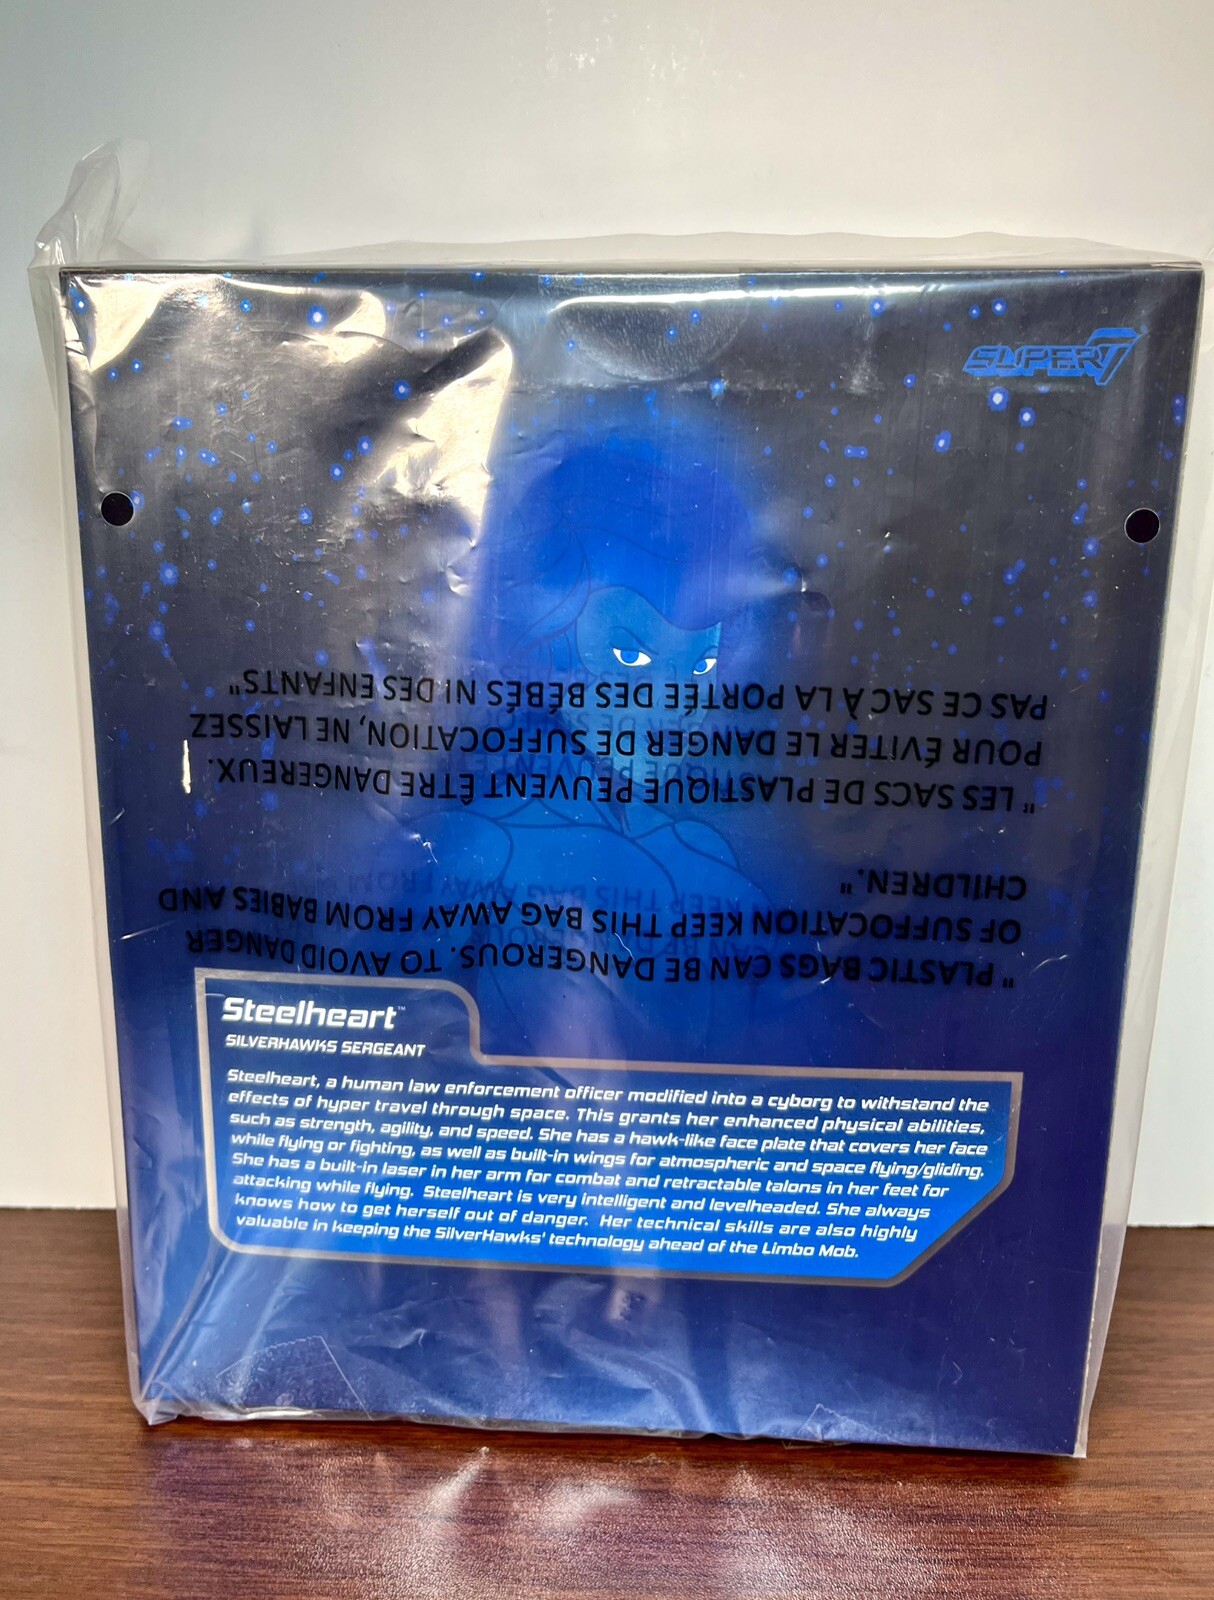 SUPER7
" PLASTIC BAGS CAN BE DANGEROUS. TO AVOID DANGER
OF SUFFOCATION KEEP THIS BAG AWAY FROM BABIES AND
CHILDREN. "
" LES SACS DE PLASTIQUE PEUVENT ÊTRE DANGEREUX.
POUR ÉVITER LE DANGER DE SUFFOCATION, NE LAISSEZ
PAS CE SAC À LA PORTÉE DES BÉBÉS NI DES ENFANTS"
Steelheart™
SILVERHAWKS SERGEANT
Steelheart, a human law enforcement officer modified into a cyborg to withstand the
effects of hyper travel through space. This grants her enhanced physical abilities,
such as strength, agility, and speed. She has a hawk-like face plate that covers her face
while flying or fighting, as well as built-in wings for atmospheric and space flying/gliding.
She has a built-in laser in her arm for combat and retractable talons in her feet for
attacking while flying. Steelheart is very intelligent and levelheaded. She always
knows how to get herself out of danger. Her technical skills are also highly
valuable in keeping the SilverHawks' technology ahead of the Limbo Mob.